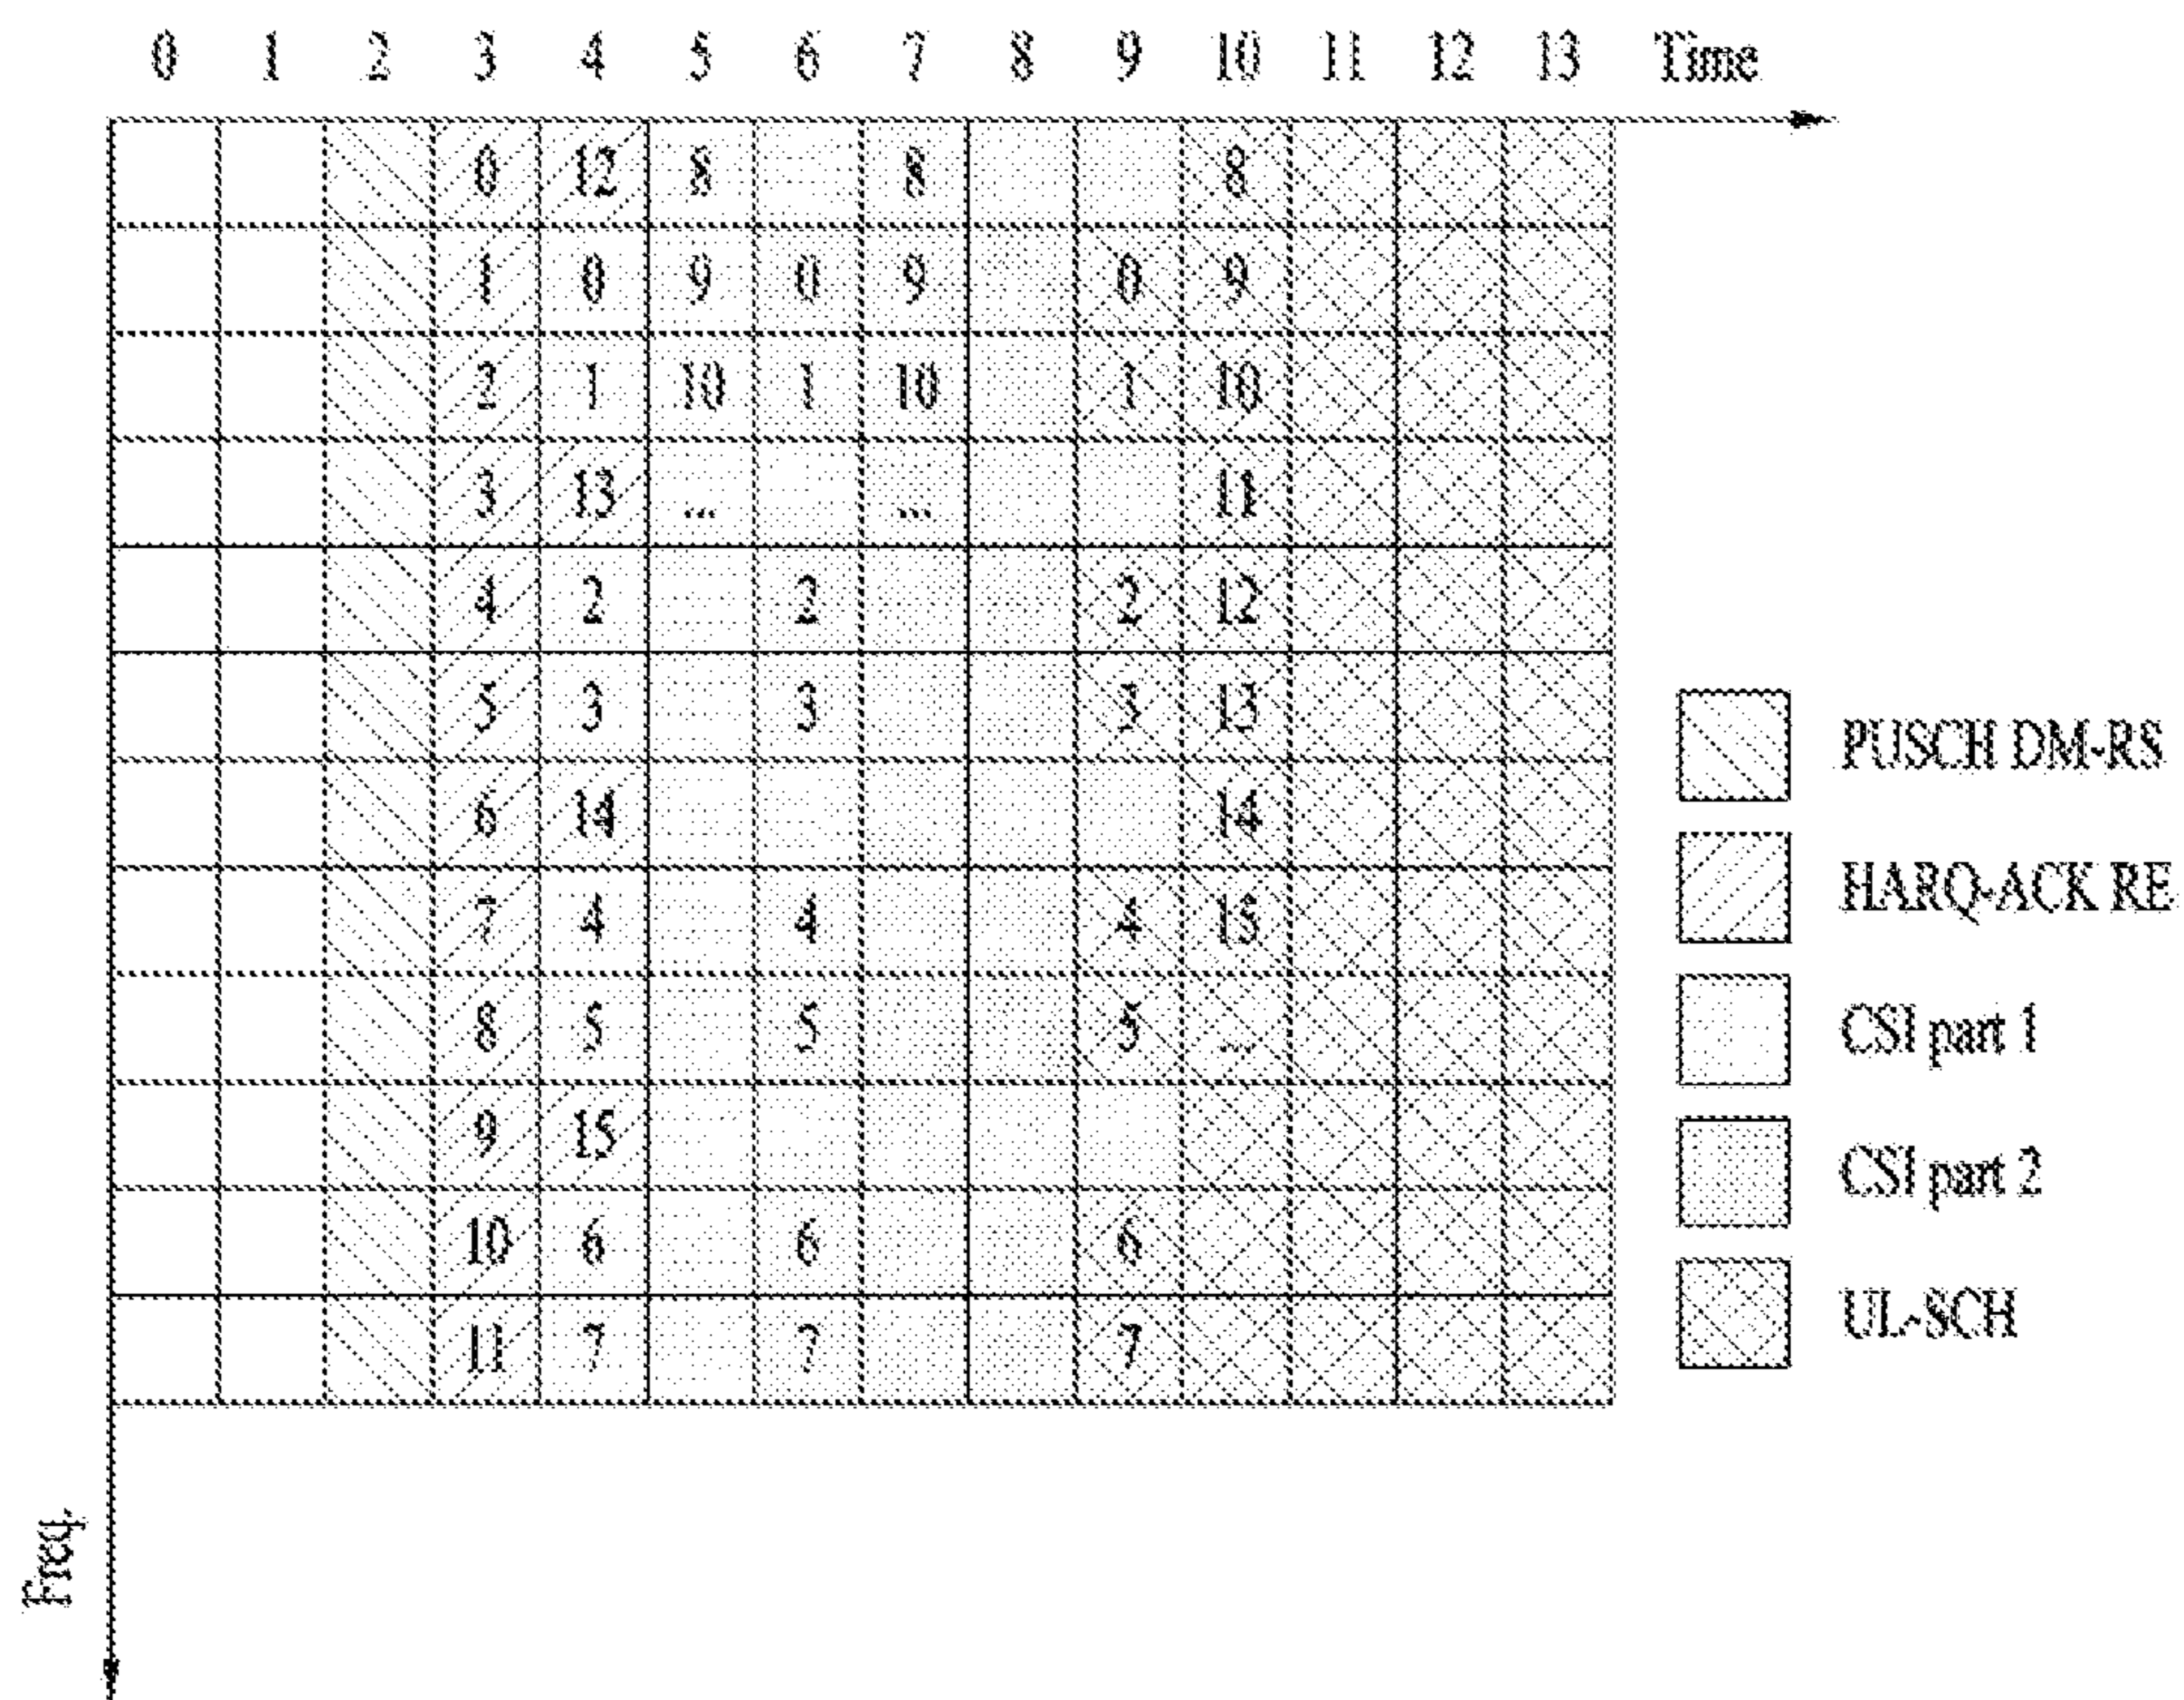 0 1 2 3 4 5 6 7 8 9 10 11 12 13 Time
0 12 8 8 8
1 0 9 0 9 0 9
2 1 10 1 10 1 10
3 13 ... ... 11
4 2 2 2 12
5 3 3 3 13
6 14 14
7 4 4 4 15
8 5 5 5 ...
9 15
10 6 6 6
11 7 7 7
PUSCH DM-RS
HARQ-ACK RE
CSI part 1
CSI part 2
UL-SCH
Freq.